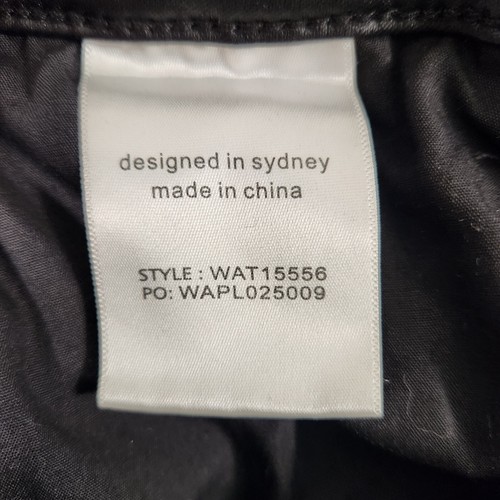 designed in sydney
made in china
STYLE : WAT15556
PO: WAPL025009